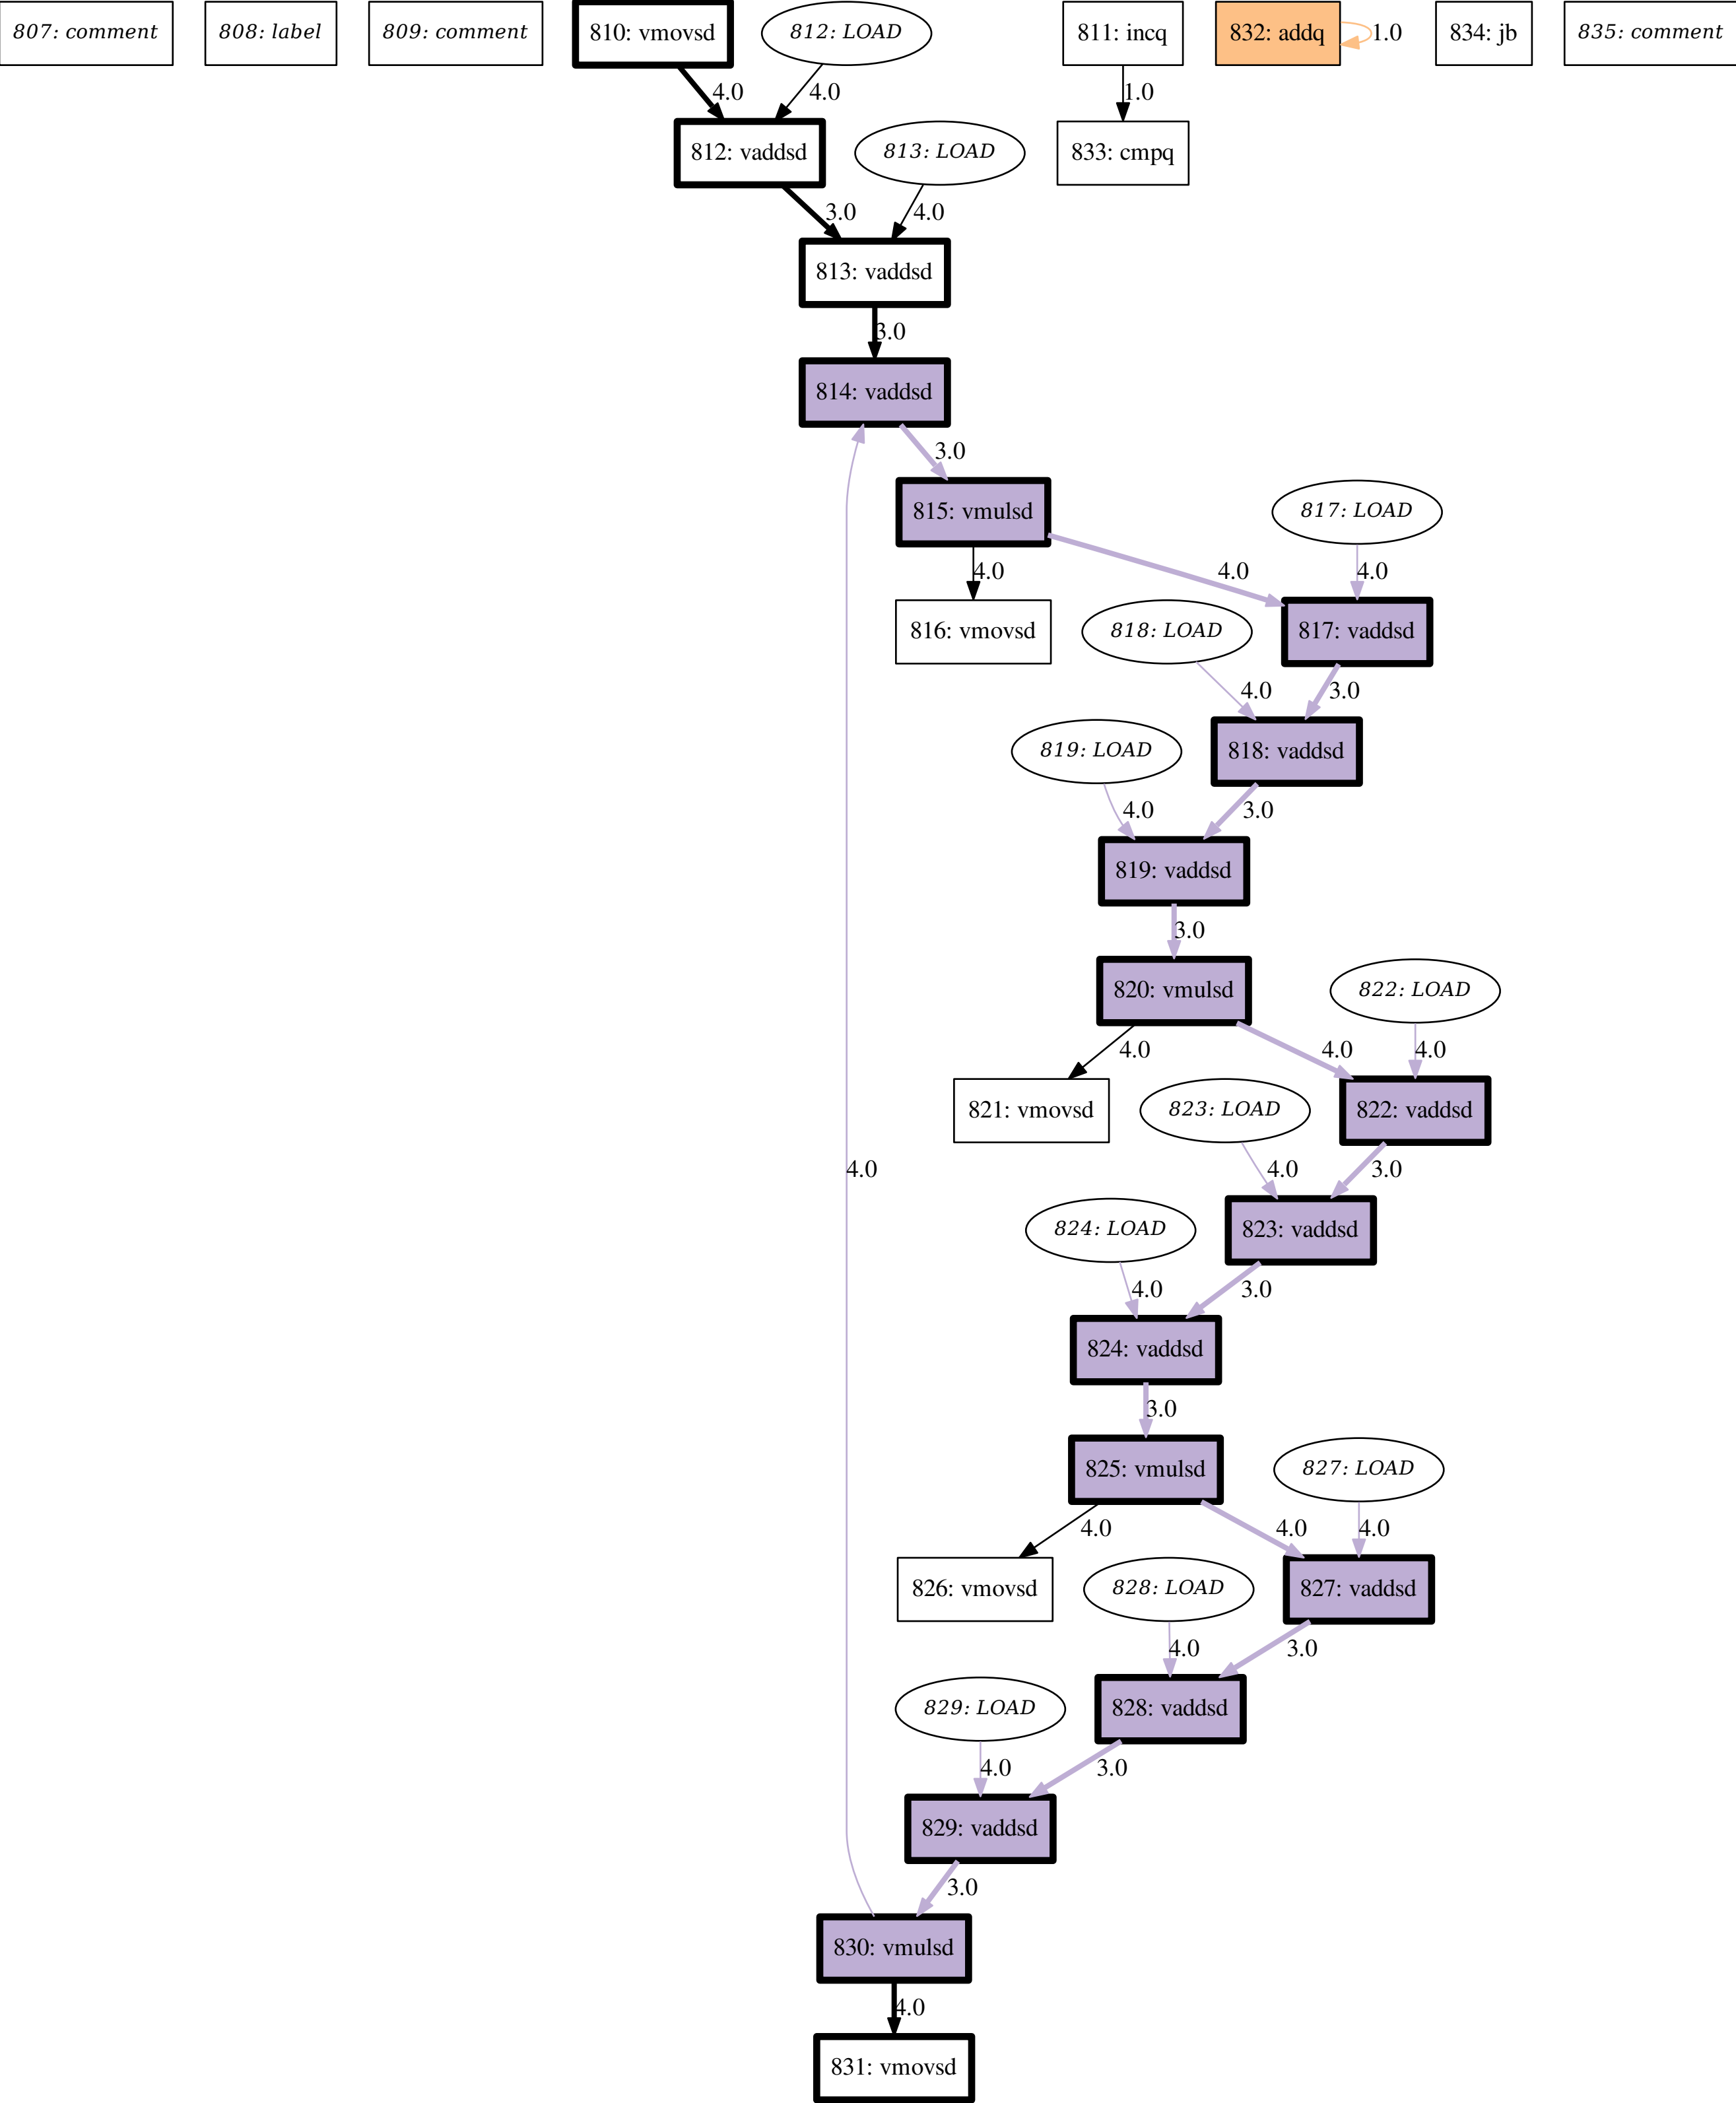 807: comment
808: label
809: comment
810: vmovsd
812: LOAD
811: incq
832: addq
1.0
834: jb
835: comment
4.0
4.0
1.0
812: vaddsd
813: LOAD
833: cmpq
3.0
4.0
813: vaddsd
3.0
814: vaddsd
3.0
815: vmulsd
817: LOAD
4.0
4.0
4.0
816: vmovsd
818: LOAD
817: vaddsd
4.0
3.0
819: LOAD
818: vaddsd
4.0
3.0
819: vaddsd
3.0
820: vmulsd
822: LOAD
4.0
4.0
4.0
821: vmovsd
823: LOAD
822: vaddsd
4.0
4.0
3.0
824: LOAD
823: vaddsd
4.0
3.0
824: vaddsd
3.0
825: vmulsd
827: LOAD
4.0
4.0
4.0
826: vmovsd
828: LOAD
827: vaddsd
4.0
3.0
829: LOAD
828: vaddsd
4.0
3.0
829: vaddsd
3.0
830: vmulsd
4.0
831: vmovsd